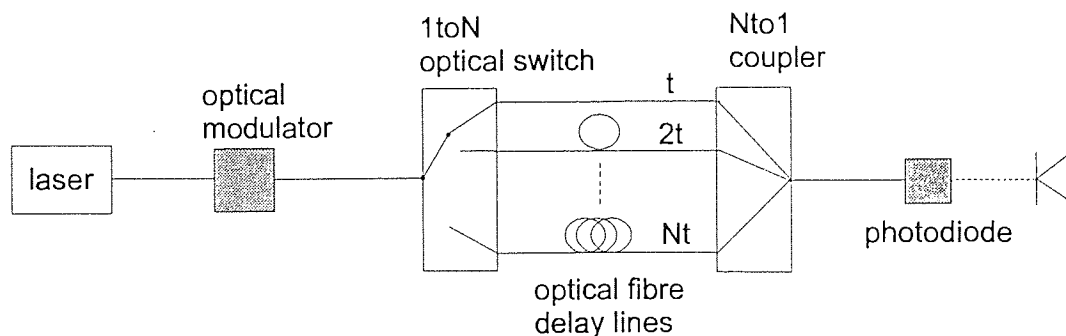 1toN
optical switch
Nto1
coupler
optical
modulator
t
2t
laser
Nt
photodiode
optical fibre
delay lines